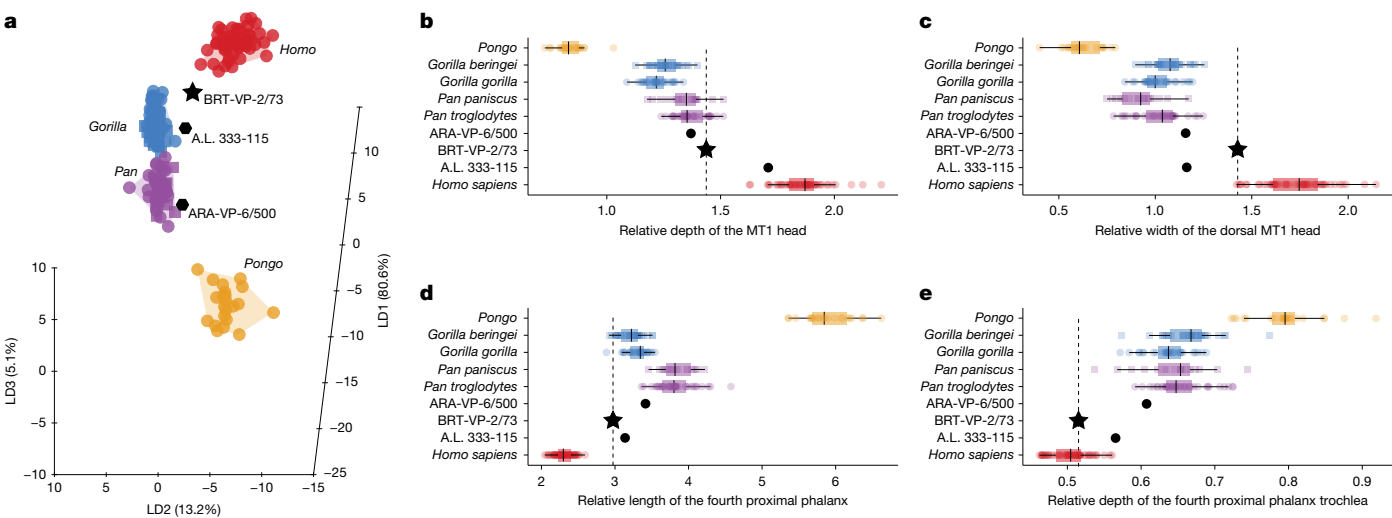 a
Homo
BRT-VP-2/73
Gorilla
A.L. 333-115
Pan
ARA-VP-6/500
Pongo
10
5
0
−5
−10
−15
−20
−25
LD1 (80.6%)
10
5
0
−5
−10
LD3 (5.1%)
10
5
0
−5
−10
−15
LD2 (13.2%)
b
Pongo
Gorilla beringei
Gorilla gorilla
Pan paniscus
Pan troglodytes
ARA-VP-6/500
BRT-VP-2/73
A.L. 333-115
Homo sapiens
1.0
1.5
2.0
Relative depth of the MT1 head
c
Pongo
Gorilla beringei
Gorilla gorilla
Pan paniscus
Pan troglodytes
ARA-VP-6/500
BRT-VP-2/73
A.L. 333-115
Homo sapiens
0.5
1.0
1.5
2.0
Relative width of the dorsal MT1 head
d
Pongo
Gorilla beringei
Gorilla gorilla
Pan paniscus
Pan troglodytes
ARA-VP-6/500
BRT-VP-2/73
A.L. 333-115
Homo sapiens
2
3
4
5
6
Relative length of the fourth proximal phalanx
e
Pongo
Gorilla beringei
Gorilla gorilla
Pan paniscus
Pan troglodytes
ARA-VP-6/500
BRT-VP-2/73
A.L. 333-115
Homo sapiens
0.5
0.6
0.7
0.8
0.9
Relative depth of the fourth proximal phalanx trochlea